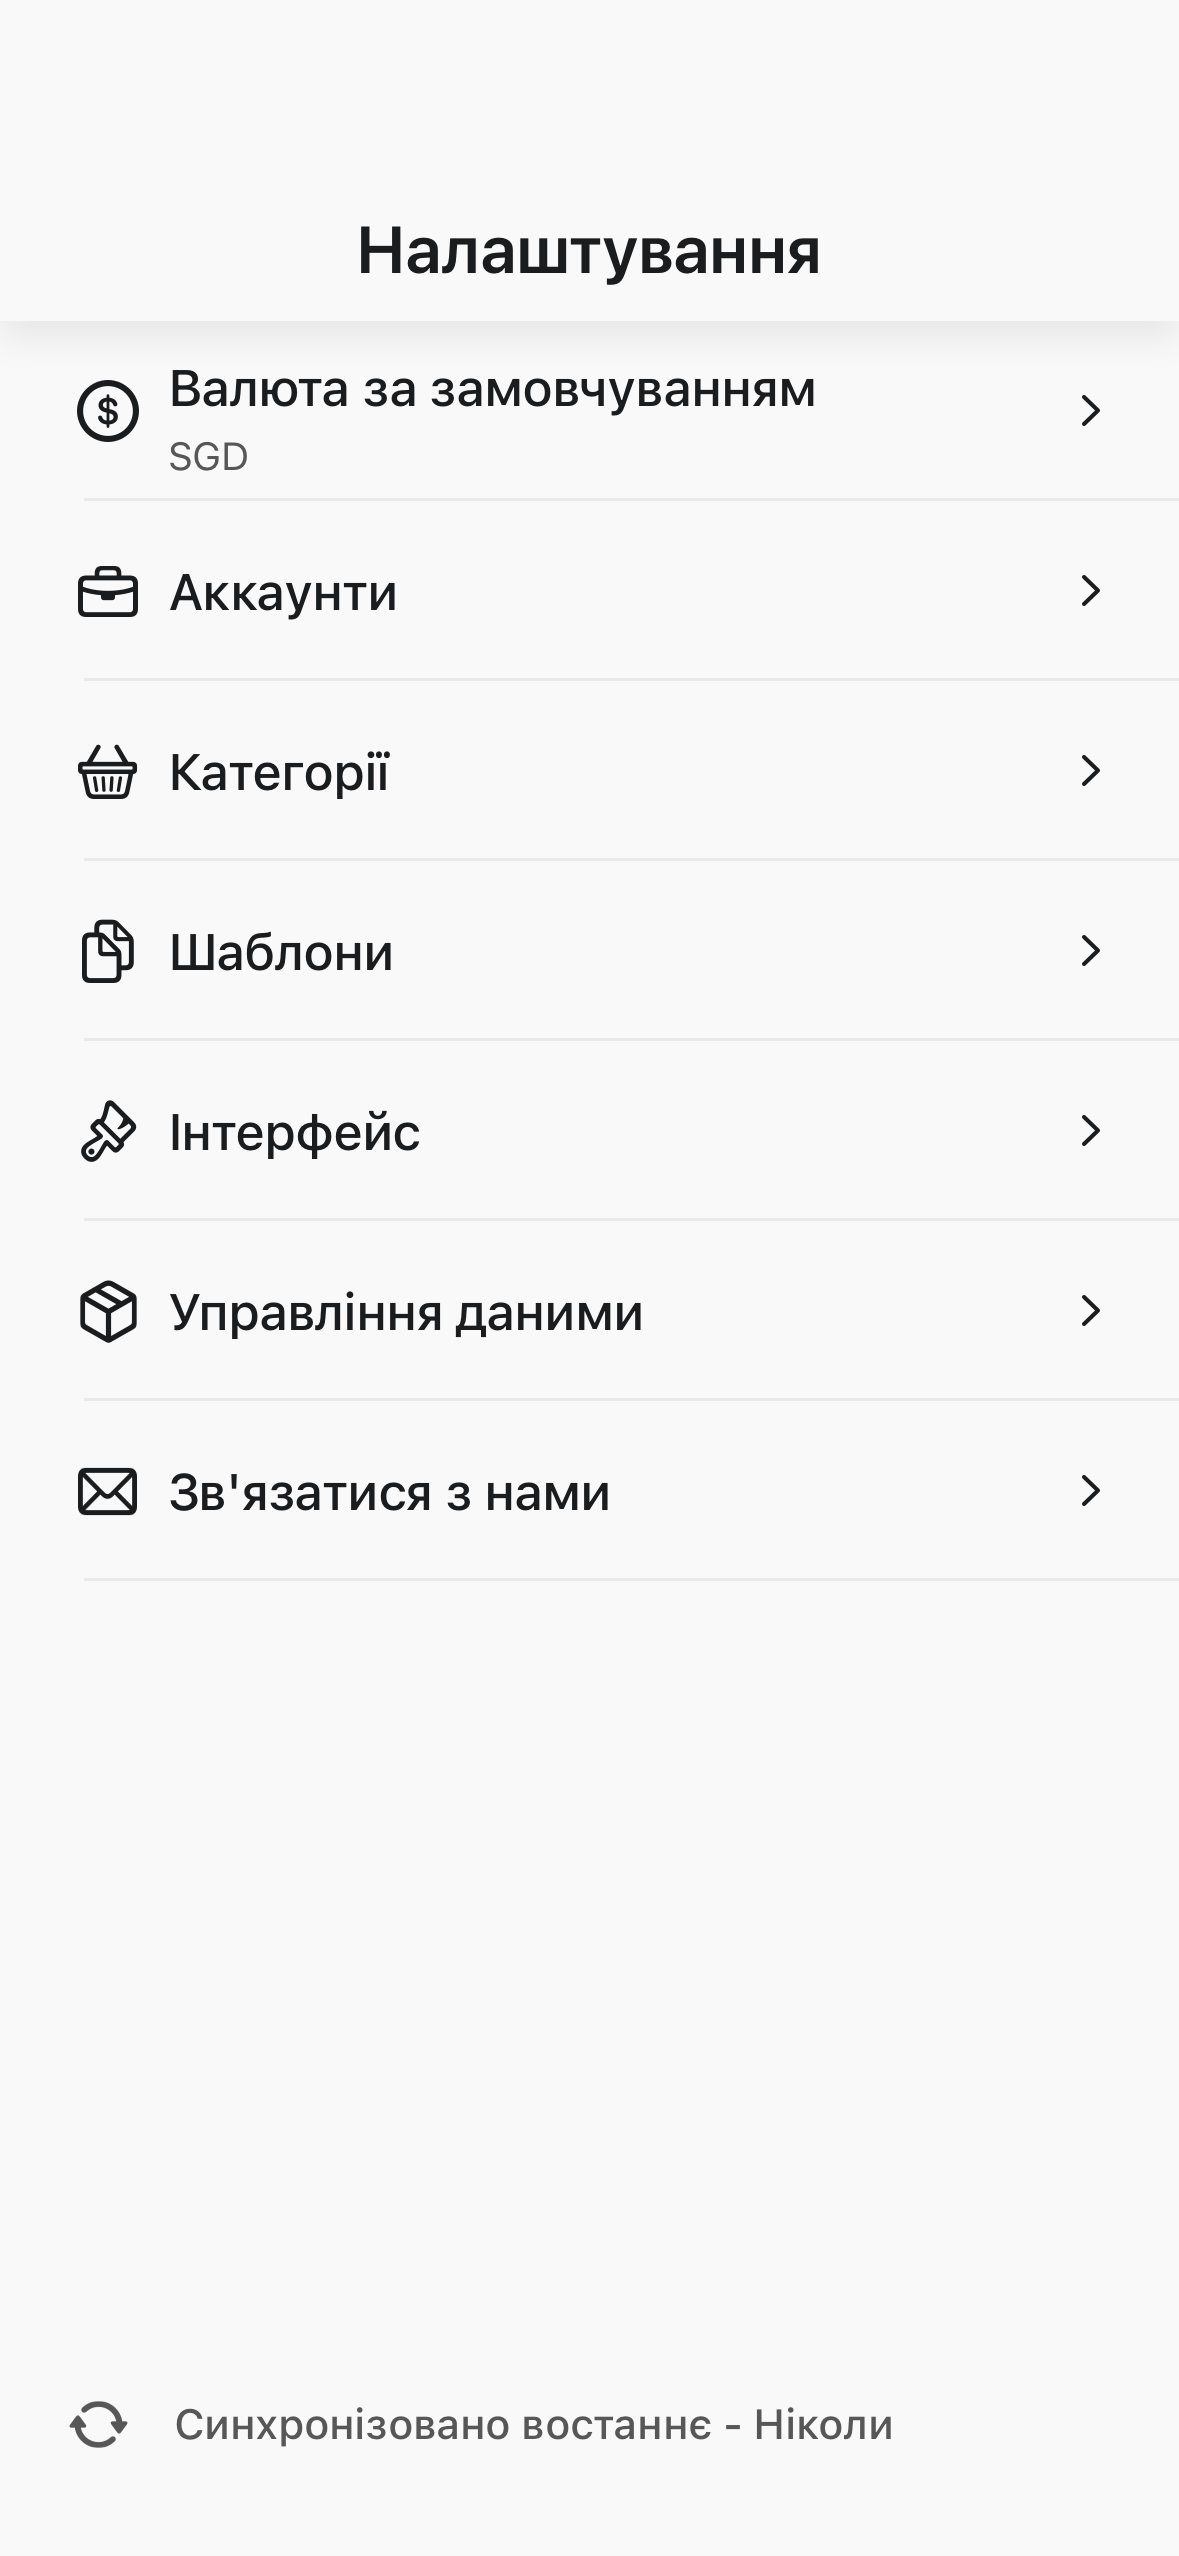 Налаштування
Валюта за замовчуванням
SGD
Аккаунти
Категорії
Шаблони
Інтерфейс
Управління даними
Зв'язатися з нами
Синхронізовано востаннє - Ніколи